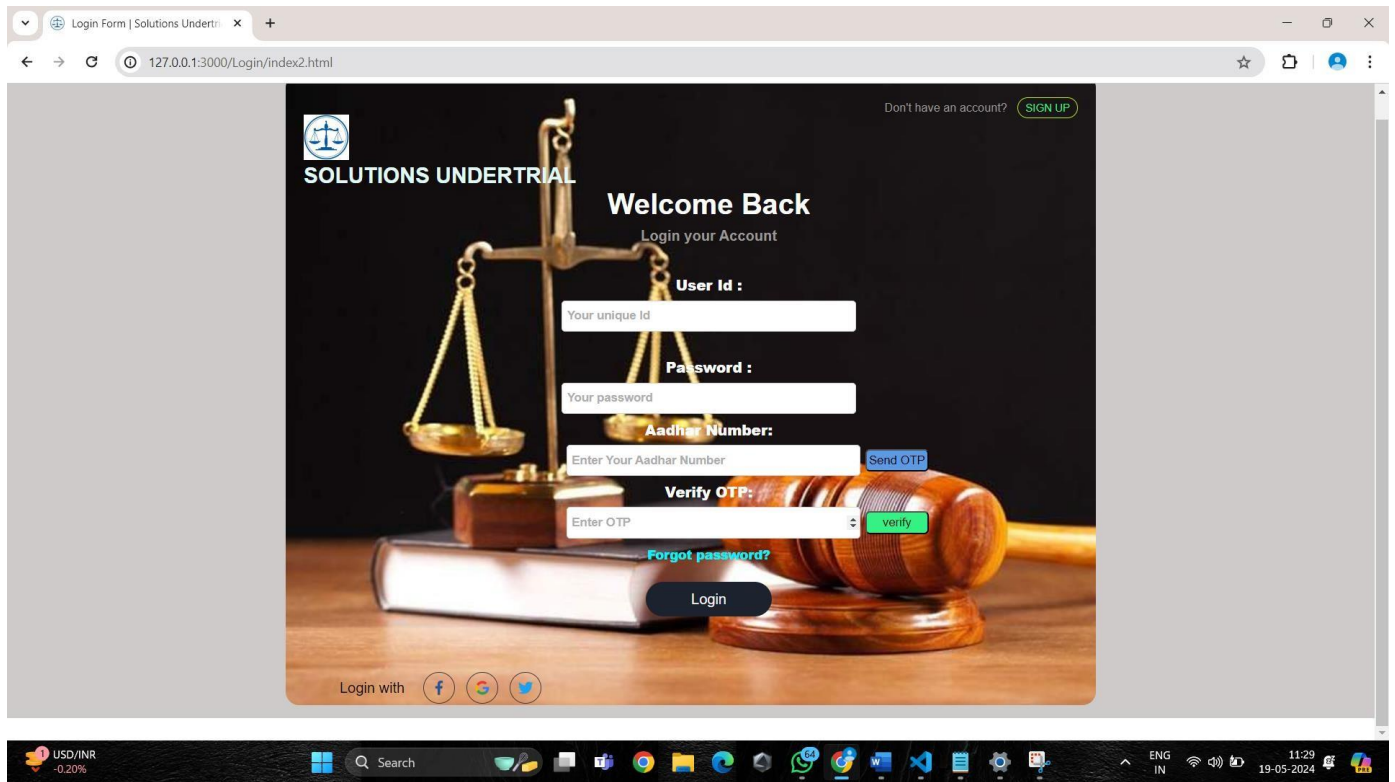 Login Form | Solutions Undertri
127.0.0.1:3000/Login/index2.html
Don't have an account? SIGN UP
SOLUTIONS UNDERTRIAL
Welcome Back
Login your Account
User Id :
Your unique Id
Password :
Your password
Aadhar Number:
Enter Your Aadhar Number Send OTP
Verify OTP:
Enter OTP verify
Forgot password?
Login
Login with
1 USD/INR
-0.20%
Search
64
ENG
IN
11:29
19-05-2024
PRE